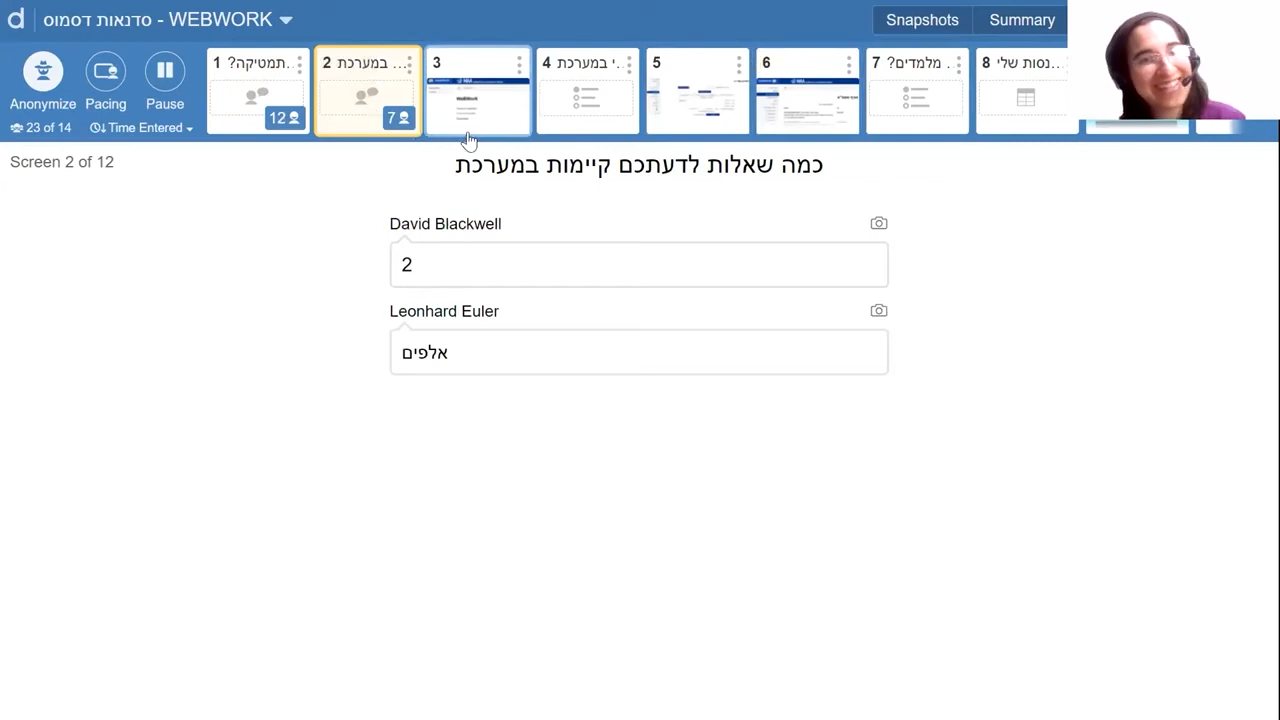 d סדנאות דסמוס - WEBWORK
Snapshots
Summary
Anonymize
Pacing
Pause
23 of 14
Time Entered
1 תמטיקה?..
12
2 במערכת ...
7
3
WeBWorK
4 י במערכת..
5
6
7 מלמדים? ..
8 נסות שלי..
Screen 2 of 12
כמה שאלות לדעתכם קיימות במערכת
David Blackwell
2
Leonhard Euler
אלפים